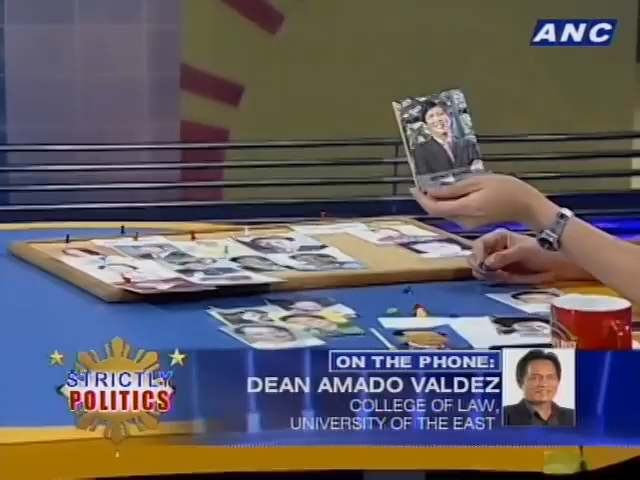 ANC
ON THE PHONE:
DEAN AMADO VALDEZ
COLLEGE OF LAW,
UNIVERSITY OF THE EAST
STRICTLY
POLITICS